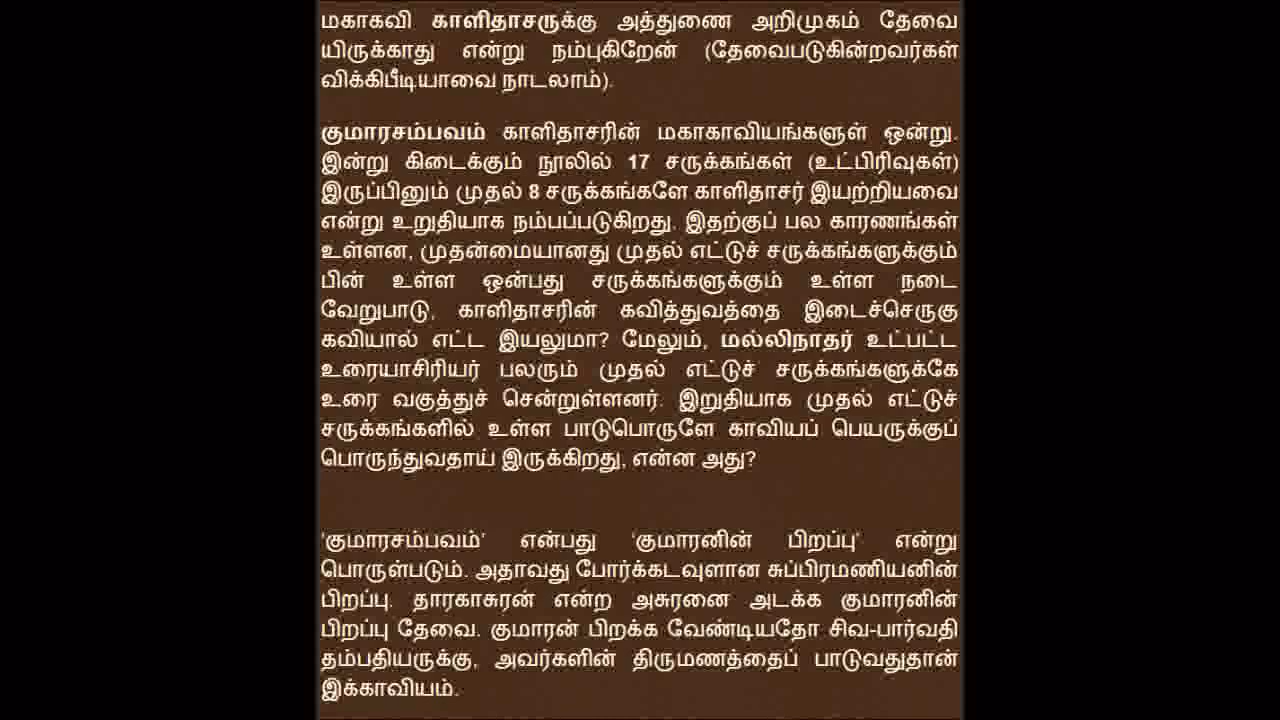 மகாகவி காளிதாசருக்கு அத்துணை அறிமுகம் தேவை
யிருக்காது என்று நம்புகிறேன் (தேவைபடுகின்றவர்கள்
விக்கிபீடியாவை நாடலாம்).
குமாரசம்பவம் காளிதாசரின் மகாகாவியங்களுள் ஒன்று.
இன்று கிடைக்கும் நூலில் 17 சருக்கங்கள் (உட்பிரிவுகள்)
இருப்பினும் முதல் 8 சருக்கங்களே காளிதாசர் இயற்றியவை
என்று உறுதியாக நம்பப்படுகிறது. இதற்குப் பல காரணங்கள்
உள்ளன, முதன்மையானது முதல் எட்டுச் சருக்கங்களுக்கும்
பின் உள்ள ஒன்பது சருக்கங்களுக்கும் உள்ள நடை
வேறுபாடு, காளிதாசரின் கவித்துவத்தை இடைச்செருகு
கவியால் எட்ட இயலுமா? மேலும், மல்லிநாதர் உட்பட்ட
உரையாசிரியர் பலரும் முதல் எட்டுச் சருக்கங்களுக்கே
உரை வகுத்துச் சென்றுள்ளனர். இறுதியாக முதல் எட்டுச்
சருக்கங்களில் உள்ள பாடுபொருளே காவியப் பெயருக்குப்
பொருந்துவதாய் இருக்கிறது, என்ன அது?
‘குமாரசம்பவம்’ என்பது ‘குமாரனின் பிறப்பு’ என்று
பொருள்படும். அதாவது போர்க்கடவுளான சுப்பிரமணியனின்
பிறப்பு. தாரகாசுரன் என்ற அசுரனை அடக்க குமாரனின்
பிறப்பு தேவை. குமாரன் பிறக்க வேண்டியதோ சிவ-பார்வதி
தம்பதியருக்கு, அவர்களின் திருமணத்தைப் பாடுவதுதான்
இக்காவியம்.